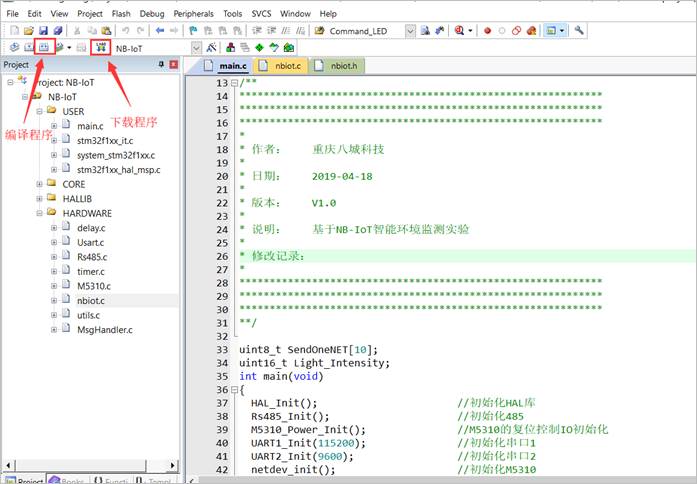 File Edit View Project Flash Debug Peripherals Tools SVCS Window Help
Command_LED
LOAD NB-IoT
Project
main.c nbiot.c nbiot.h
Project: NB-IoT
NB-IoT
USER
main.c
stm32f1xx_it.c
system_stm32f1xx.c
stm32f1xx_hal_msp.c
CORE
HALLIB
HARDWARE
delay.c
Usart.c
Rs485.c
timer.c
M5310.c
nbiot.c
utils.c
MsgHandler.c
编译程序
下载程序
13 /**
14 ******************************************************************
15 ******************************************************************
16 ******************************************************************
17 *
18 * 作者: 重庆八城科技
19 *
20 * 日期: 2019-04-18
21 *
22 * 版本: V1.0
23 *
24 * 说明: 基于NB-IoT智能环境监测实验
25 *
26 * 修改记录:
27 *
28 ******************************************************************
29 ******************************************************************
30 ******************************************************************
31 **/
32
33 uint8_t SendOneNET[10];
34 uint16_t Light_Intensity;
35 int main(void)
36 {
37 HAL_Init(); //初始化HAL库
38 Rs485_Init(); //初始化485
39 M5310_Power_Init(); //M5310的复位控制IO初始化
40 UART1_Init(115200); //初始化串口1
41 UART2_Init(9600); //初始化串口2
42 netdev_init(); //初始化M5310
Project Books Functi Templ